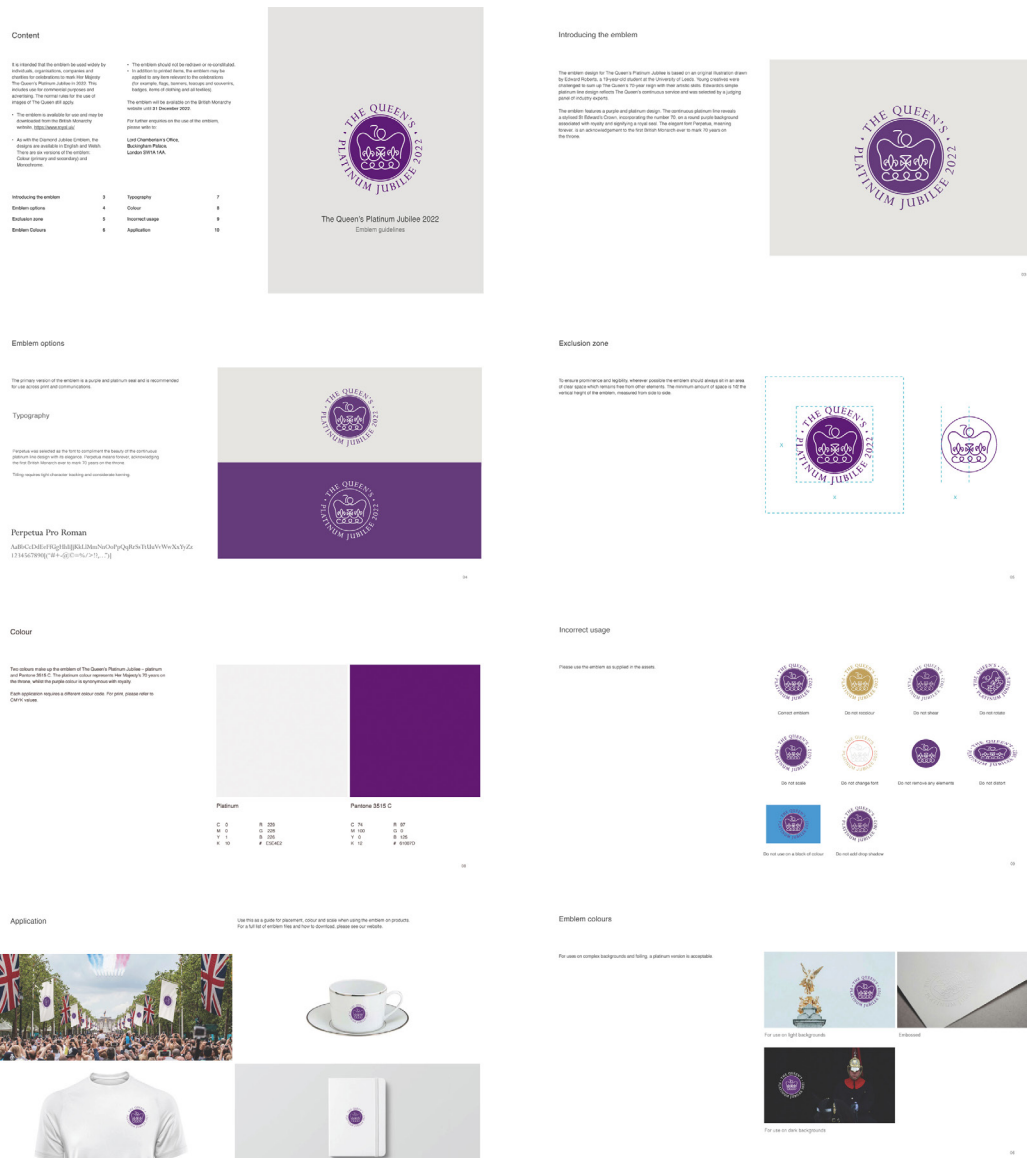 Content
It is intended that the emblem be used widely by
individuals, organisations, companies and
charities for celebrations to mark Her Majesty
The Queen's Platinum Jubilee in 2022. This
includes use for commercial purposes and
advertising. The normal rules for the use of
images of The Queen still apply.
• The emblem is available for use and may be
downloaded from the British Monarchy
website, https://www.royal.uk/
• As with the Diamond Jubilee Emblem, the
designs are available in English and Welsh.
There are six versions of the emblem;
Colour (primary and secondary) and
Monochrome.
• The emblem should not be redrawn or re-constituted.
• In addition to printed items, the emblem may be
applied to any item relevant to the celebrations
(for example, flags, banners, teacups and souvenirs,
badges, items of clothing and all textiles).
The emblem will be available on the British Monarchy
website until 31 December 2022.
For further enquiries on the use of the emblem,
please write to:
Lord Chamberlain's Office,
Buckingham Palace,
London SW1A 1AA.
Introducing the emblem 3
Emblem options 4
Exclusion zone 5
Emblem Colours 6
Typography 7
Colour 8
Incorrect usage 9
Application 10
THE QUEEN'S
PLATINUM JUBILEE 2022
70
The Queen's Platinum Jubilee 2022
Emblem guidelines
Introducing the emblem
The emblem design for The Queen's Platinum Jubilee is based on an original illustration drawn
by Edward Roberts, a 19-year-old student at the University of Leeds. Young creatives were
challenged to sum up The Queen's 70-year reign with their artistic skills. Edward's simple
platinum line design reflects The Queen's continuous service and was selected by a judging
panel of industry experts.
The emblem features a purple and platinum design. The continuous platinum line reveals
a stylised St Edward's Crown, incorporating the number 70, on a round purple background
associated with royalty and signifying a royal seal. The elegant font Perpetua, meaning
forever, is an acknowledgement to the first British Monarch ever to mark 70 years on
the throne.
THE QUEEN'S
PLATINUM JUBILEE 2022
70
03
Emblem options
The primary version of the emblem is a purple and platinum seal and is recommended
for use across print and communications.
Typography
Perpetua was selected as the font to compliment the beauty of the continuous
platinum line design with its elegance. Perpetua means forever, acknowledging
the first British Monarch ever to mark 70 years on the throne.
Titling requires tight character tracking and considerate kerning.
Perpetua Pro Roman
THE QUEEN'S
PLATINUM JUBILEE 2022
70
THE QUEEN'S
PLATINUM JUBILEE 2022
70
04
Exclusion zone
To ensure prominence and legibility, wherever possible the emblem should always sit in an area
of clear space which remains free from other elements. The minimum amount of space is 1/2 the
vertical height of the emblem, measured from side to side.
THE QUEEN'S
PLATINUM JUBILEE 2022
70
X
X
70
X
05
Colour
Two colours make up the emblem of The Queen's Platinum Jubilee – platinum
and Pantone 3515 C. The platinum colour represents Her Majesty's 70 years on
the throne, whilst the purple colour is synonymous with royalty.
Each application requires a different colour code. For print, please refer to
CMYK values.
Platinum
C 0 R 229
M 0 G 228
Y 1 B 226
K 10 # E5E4E2
Pantone 3515 C
C 74 R 97
M 100 G 0
Y 0 B 125
K 12 # 61007D
Incorrect usage
Please use the emblem as supplied in the assets.
Correct emblem
Do not recolour
Do not shape
Do not rotate
Do not scale
Do not change font
Do not remove any elements
Do not distort
Do not use on a block of colour
Do not add drop shadow
Application
Use this as a guide for placement, colour and scale when using the emblem on products.
For a full list of emblem files and how to download, please see our website.
Emblem colours
For uses on complex backgrounds and foiling, a platinum version is acceptable.
For use on light backgrounds
Embossed
For use on dark backgrounds